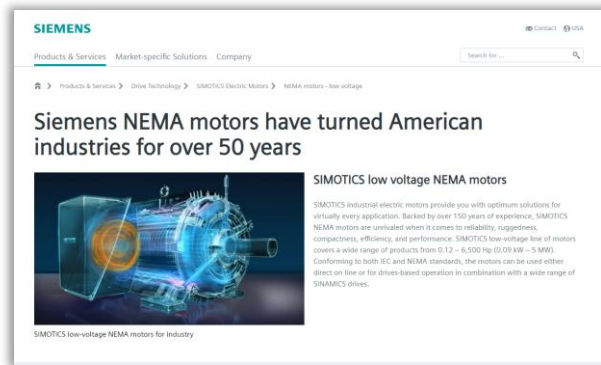 SIEMENS
Contact USA
Products & Services Market-specific Solutions Company
Search for ...
Products & Services Drive Technology SIMOTICS Electric Motors NEMA motors - low voltage
Siemens NEMA motors have turned American
industries for over 50 years
SIMOTICS low voltage NEMA motors
SIMOTICS industrial electric motors provide you with optimum solutions for
virtually every application. Backed by over 150 years of experience, SIMOTICS
NEMA motors are unrivaled when it comes to reliability, ruggedness,
compactness, efficiency, and performance. SIMOTICS low-voltage line of motors
covers a wide range of products from 0.12 – 6,500 Hp (0.09 kW – 5 MW).
Conforming to both IEC and NEMA standards, the motors can be used either
direct on line or for drives-based operation in combination with a wide range of
SINAMICS drives.
SIMOTICS low-voltage NEMA motors for industry